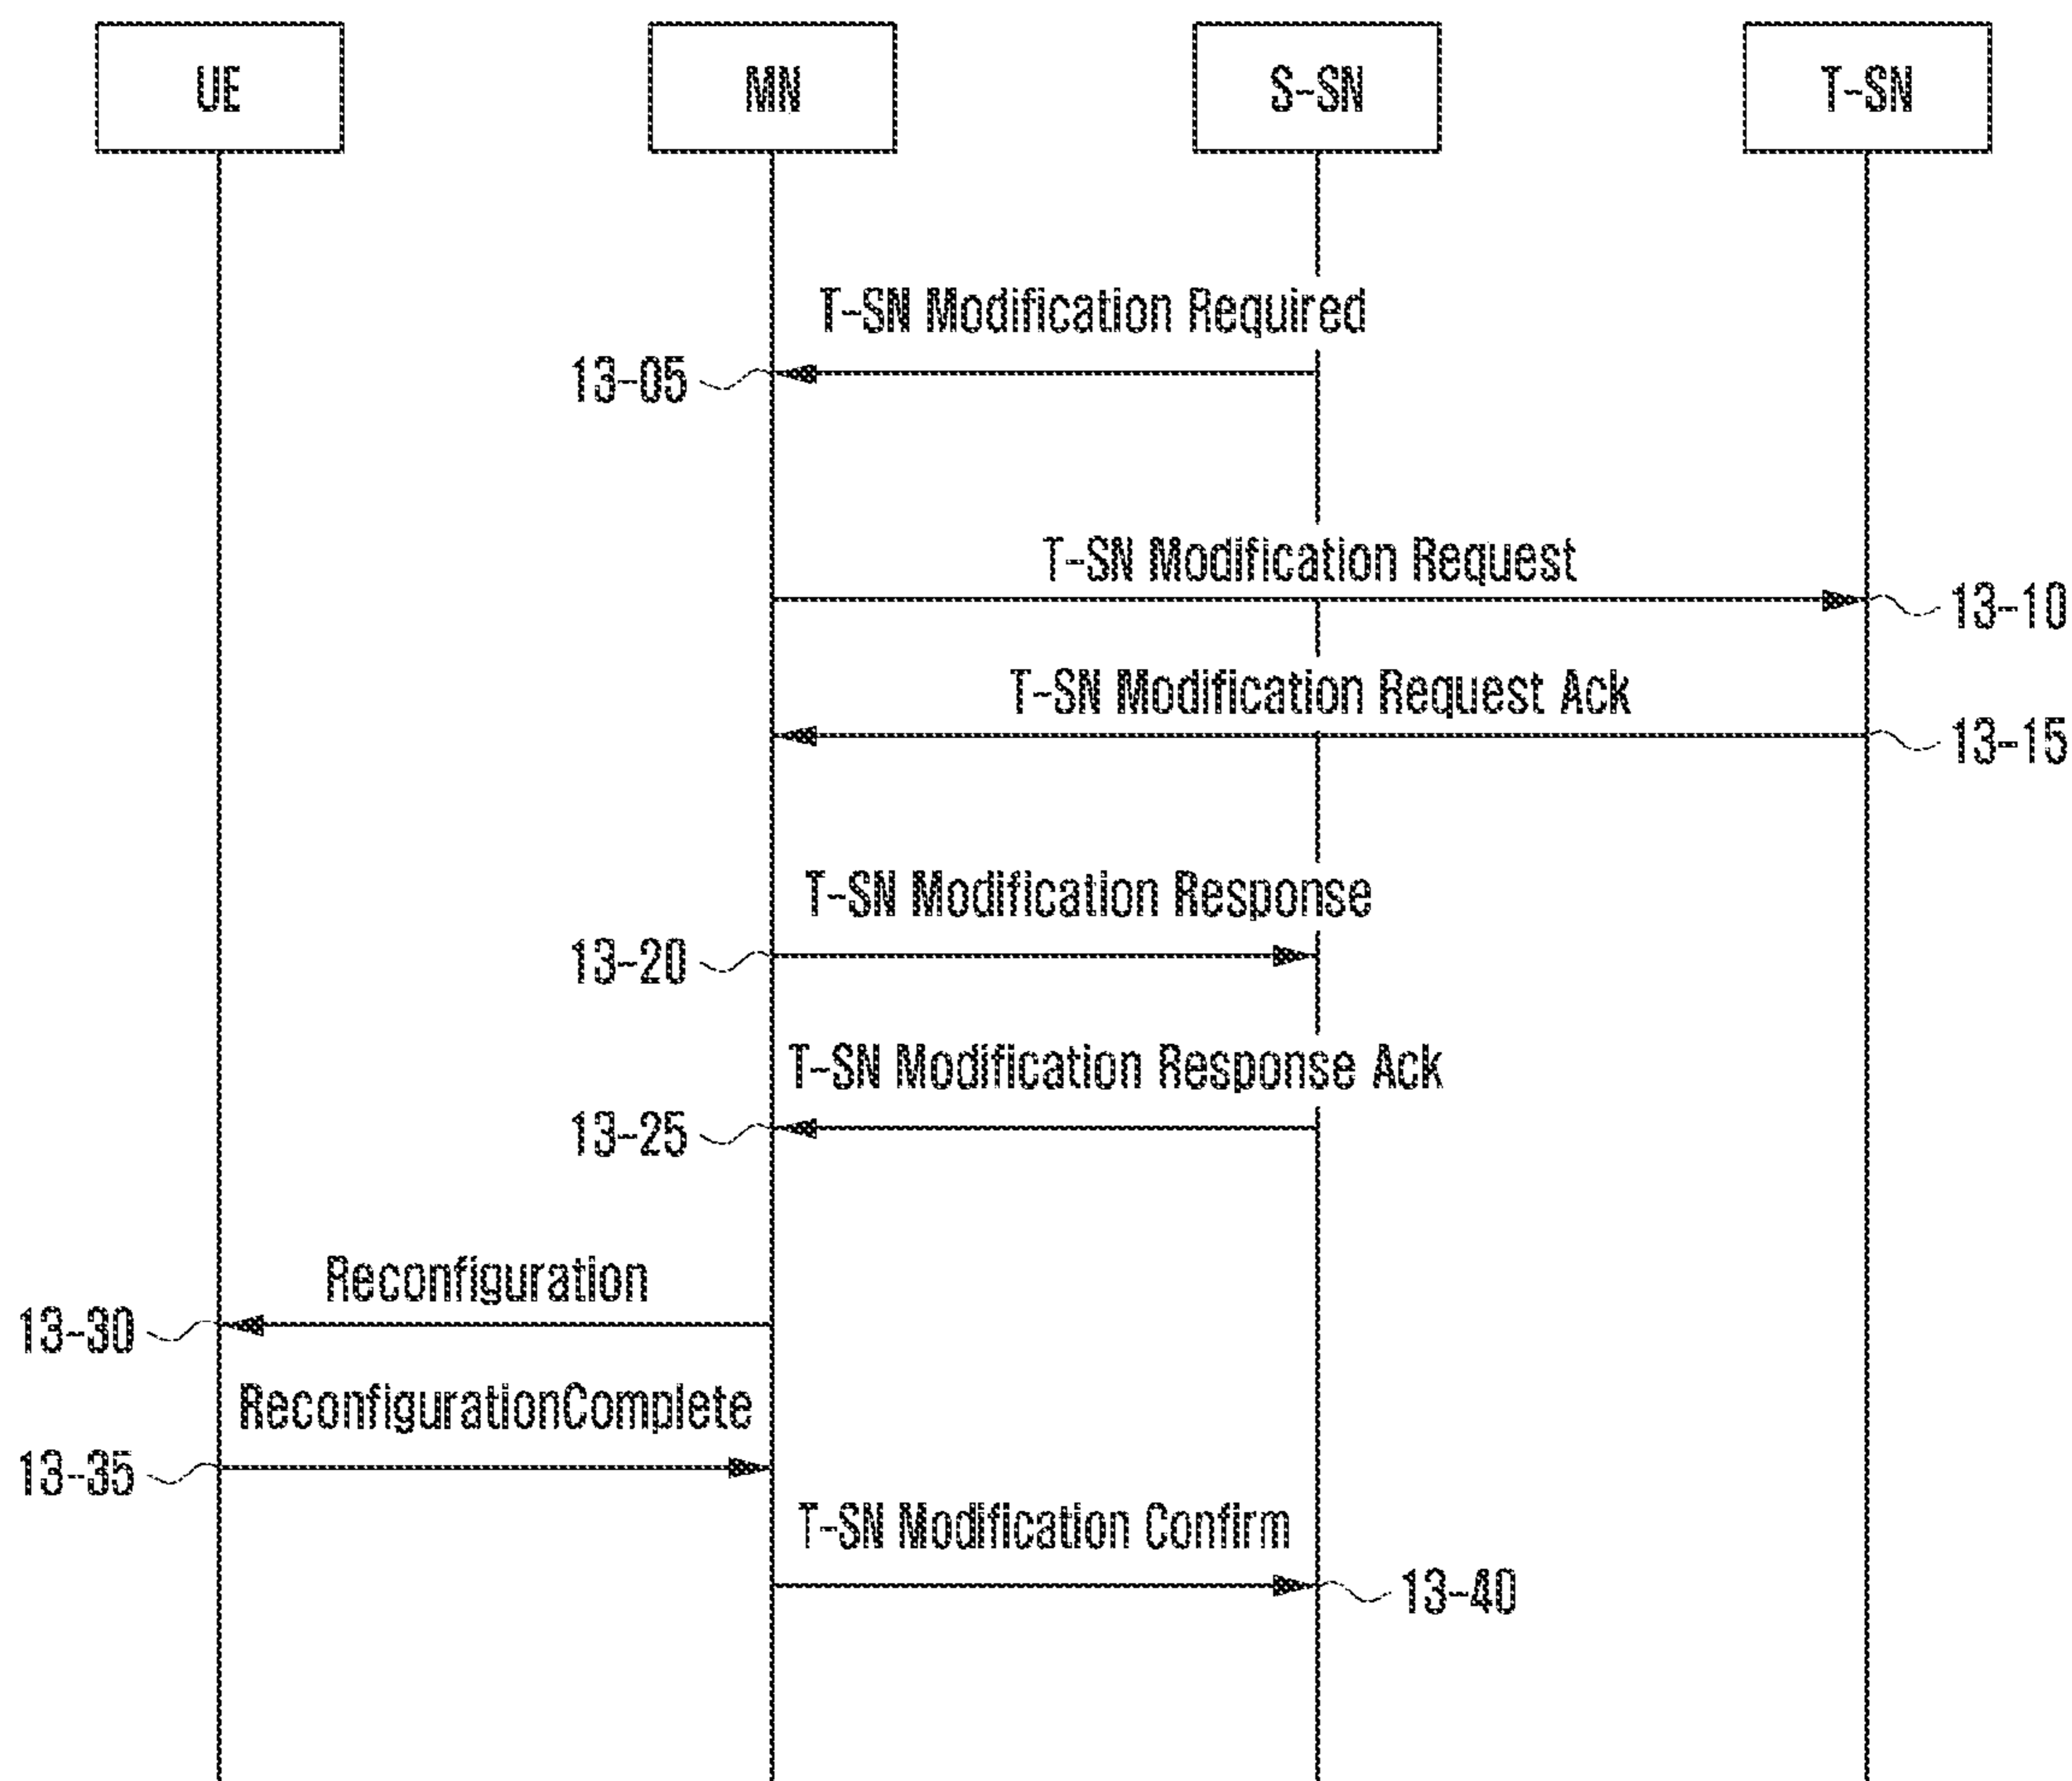 UE MN S-SN T-SN
T-SN Modification Required
13-05
T-SN Modification Request
13-10
T-SN Modification Request Ack
13-15
T-SN Modification Response
13-20
T-SN Modification Response Ack
13-25
Reconfiguration
13-30
ReconfigurationComplete
13-35
T-SN Modification Confirm
13-40